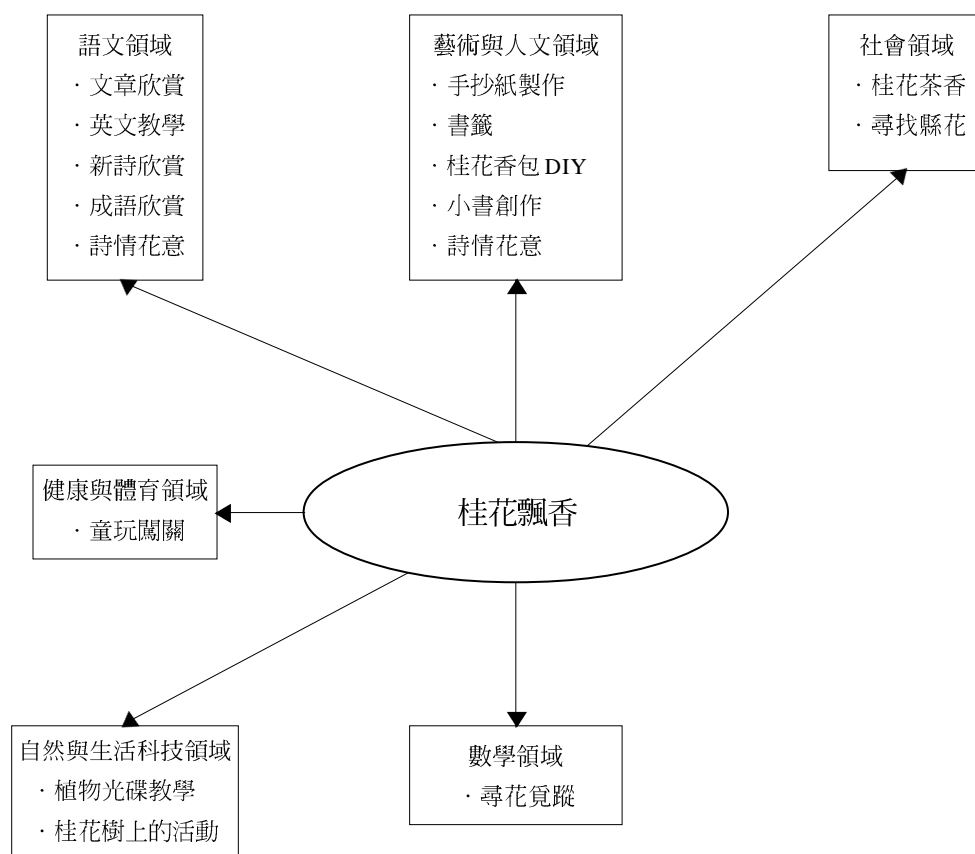 語文領域
·文章欣賞
·英文教學
·新詩欣賞
·成語欣賞
·詩情花意
藝術與人文領域
·手抄紙製作
·書籤
·桂花香包 DIY
·小書創作
·詩情花意
社會領域
·桂花茶香
·尋找縣花
健康與體育領域
·童玩闖關
桂花飄香
自然與生活科技領域
·植物光碟教學
·桂花樹上的活動
數學領域
·尋花覓蹤